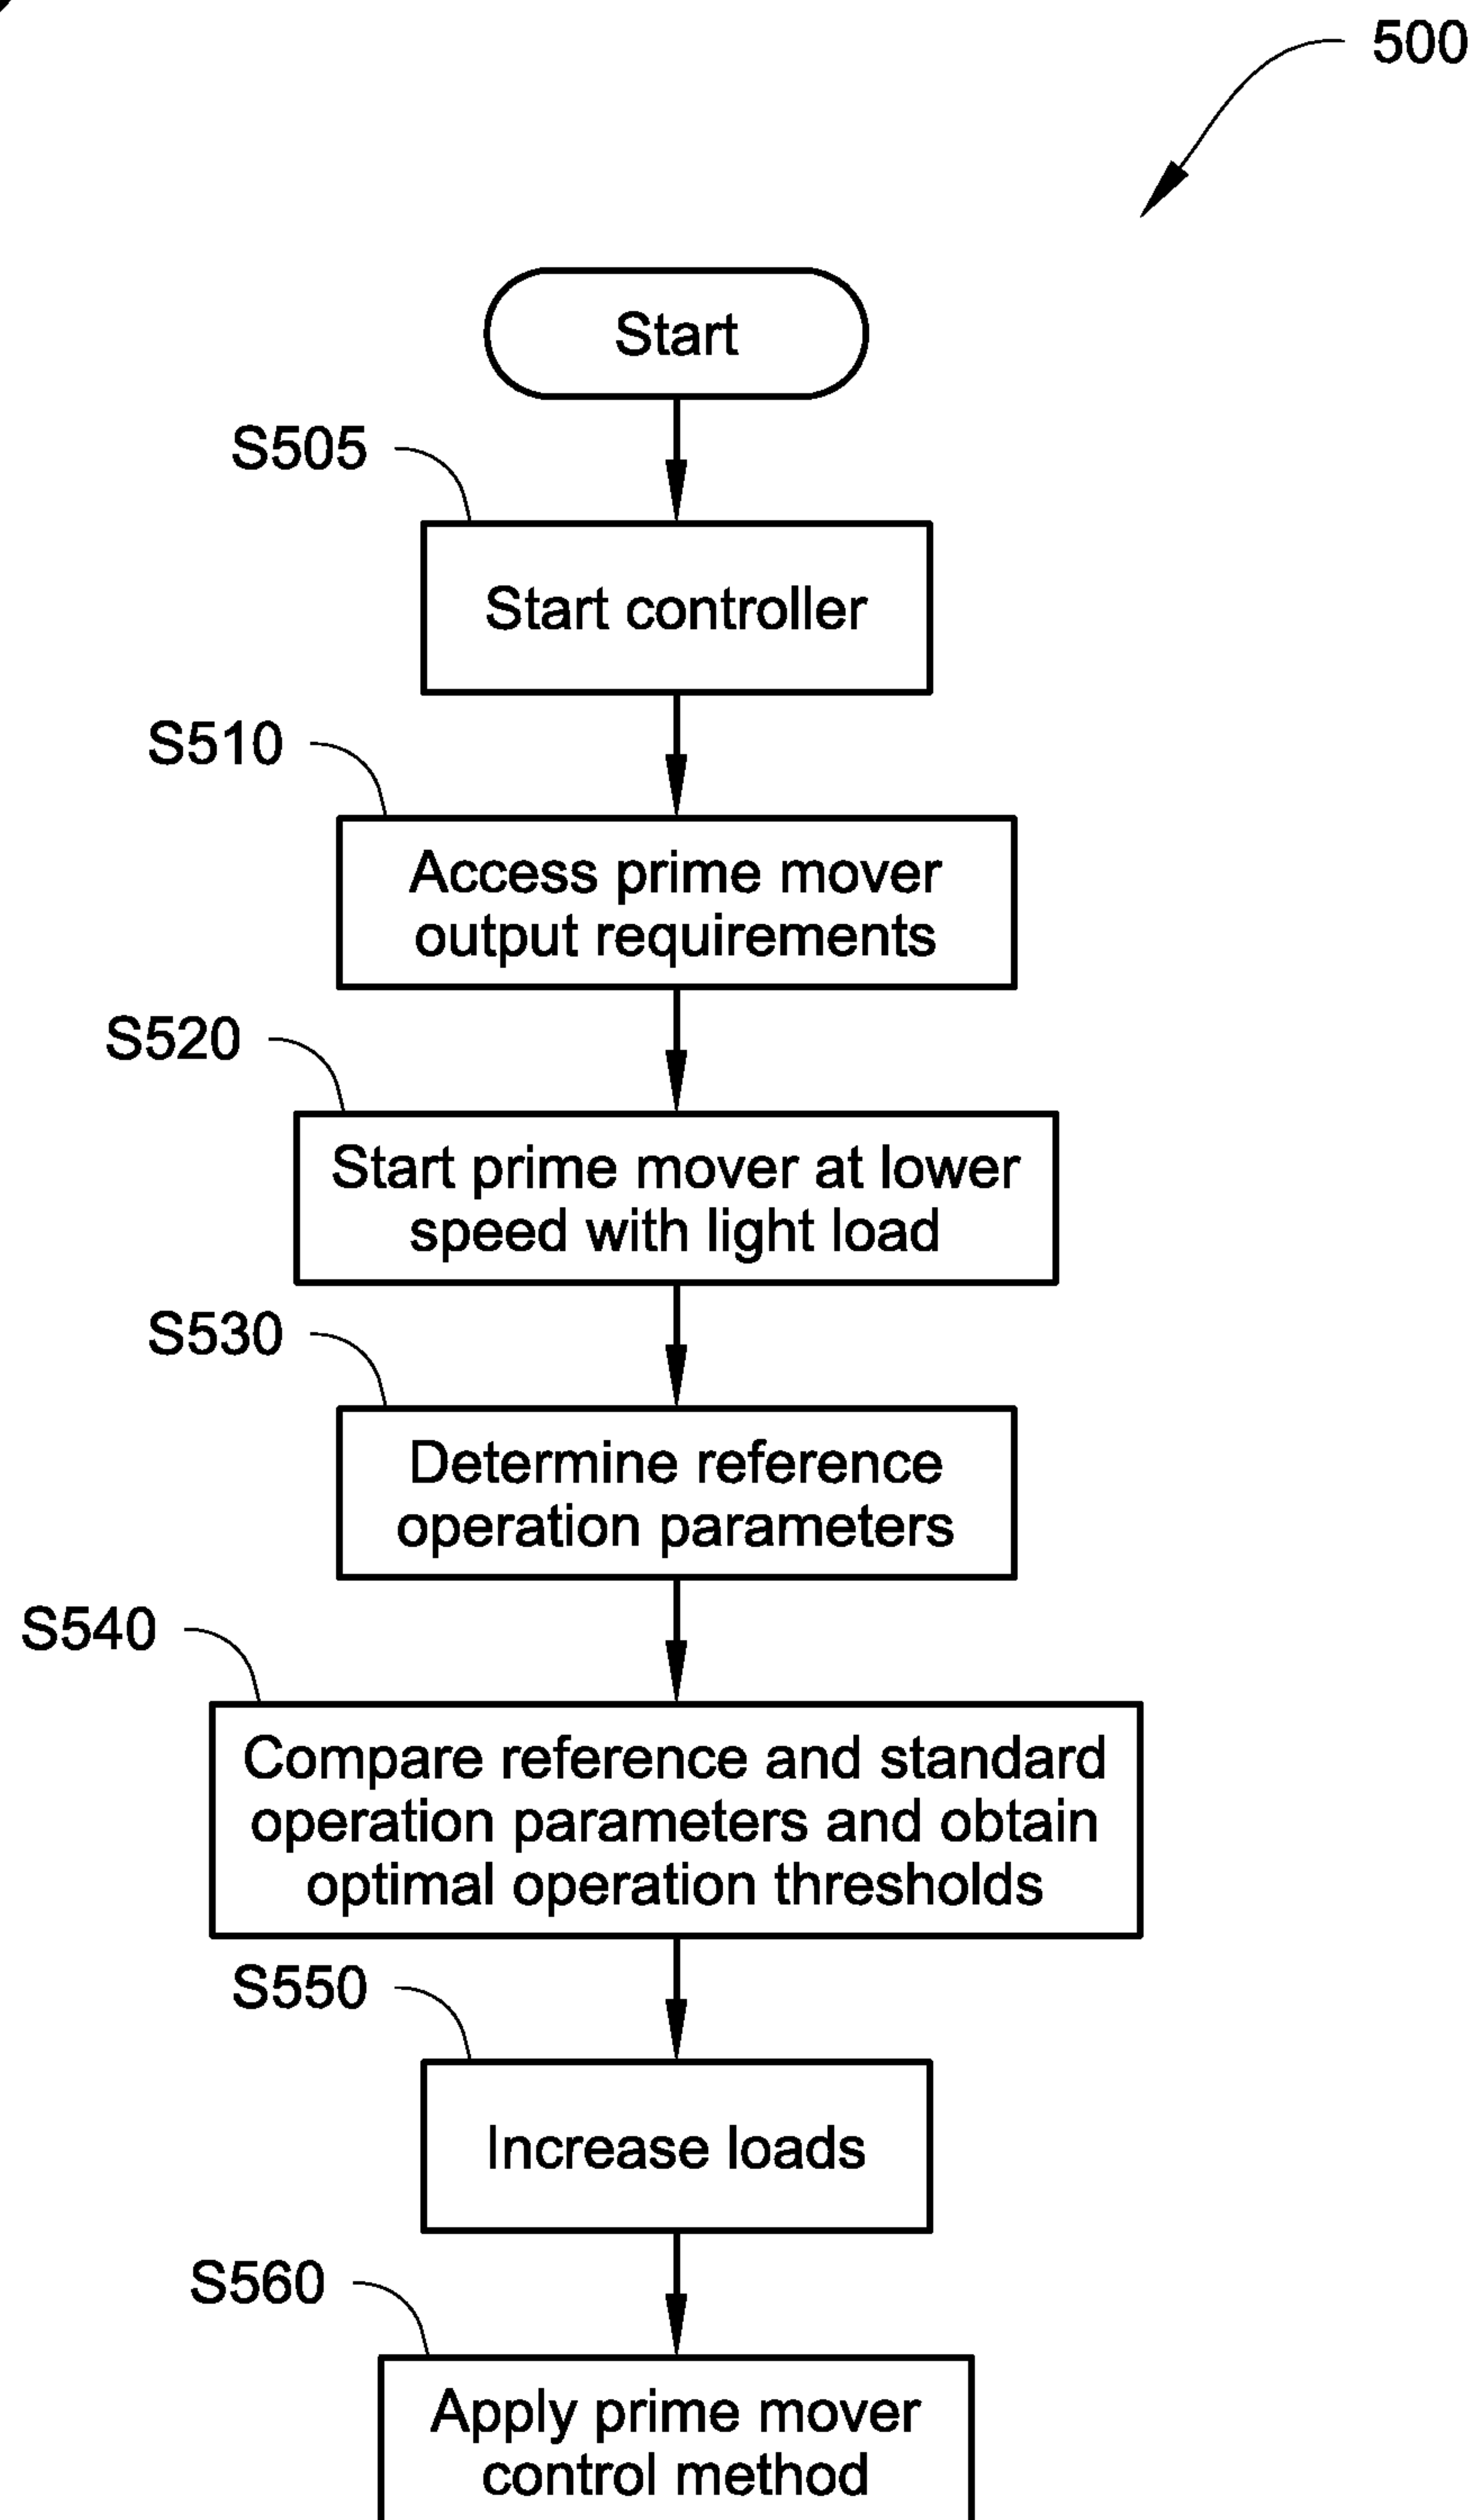 500
Start
S505
Start controller
S510
Access prime mover
output requirements
S520
Start prime mover at lower
speed with light load
S530
Determine reference
operation parameters
S540
Compare reference and standard
operation parameters and obtain
optimal operation thresholds
S550
Increase loads
S560
Apply prime mover
control method